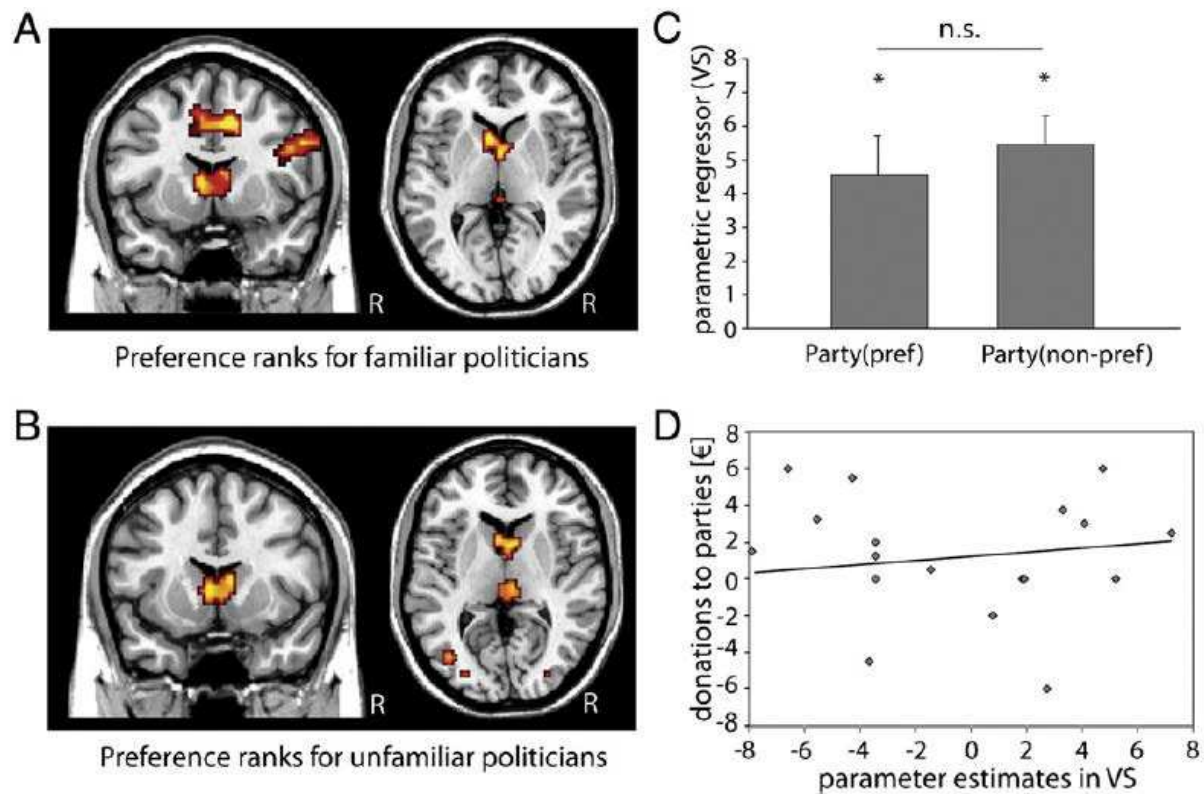 A
R
R
Preference ranks for familiar politicians
B
R
R
Preference ranks for unfamiliar politicians
C
n.s.
*
*
parametric regressor (VS)
8
7
6
5
4
3
2
1
0
Party(pref)
Party(non-pref)
D
donations to parties [€]
8
6
4
2
0
-2
-4
-6
-8
-8
-6
-4
-2
0
2
4
6
8
parameter estimates in VS